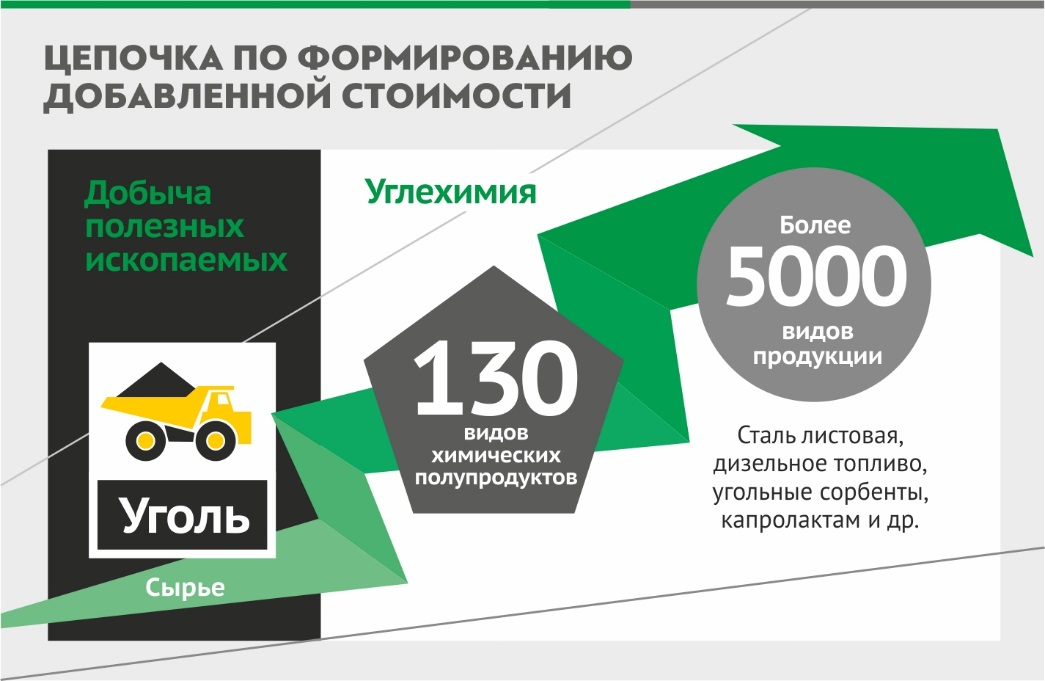 ЦЕПОЧКА ПО ФОРМИРОВАНИЮ
ДОБАВЛЕННОЙ СТОИМОСТИ
Добыча
полезных
ископаемых
Уголь
Сырье
Углехимия
130
видов
химических
полупродуктов
Более
5000
видов
продукции
Сталь листовая,
дизельное топливо,
угольные сорбенты,
капролактам и др.